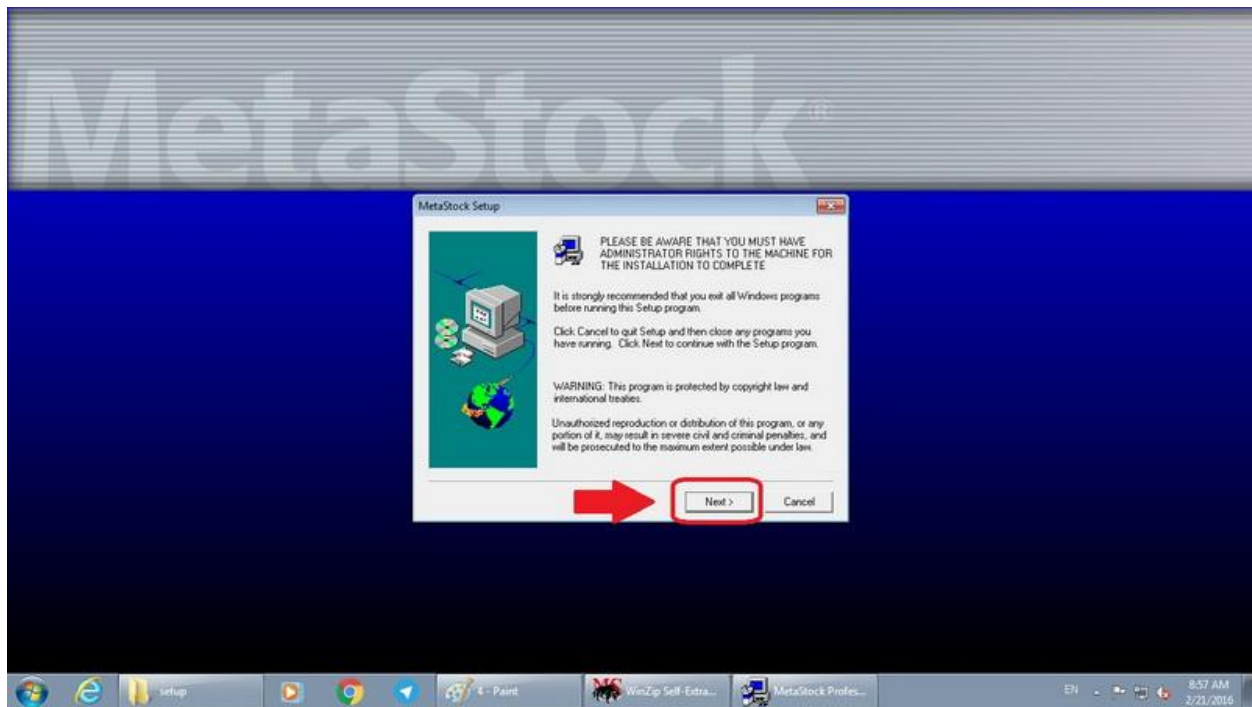 MetaStock®
MetaStock Setup
PLEASE BE AWARE THAT YOU MUST HAVE
ADMINISTRATOR RIGHTS TO THE MACHINE FOR
THE INSTALLATION TO COMPLETE
It is strongly recommended that you exit all Windows programs
before running this Setup program.
Click Cancel to quit Setup and then close any programs you
have running. Click Next to continue with the Setup program.
WARNING: This program is protected by copyright law and
international treaties.
Unauthorized reproduction or distribution of this program, or any
portion of it, may result in severe civil and criminal penalties, and
will be prosecuted to the maximum extent possible under law.
Next >
Cancel
setup
4 - Paint
WinZip Self-Extra...
MetaStock Profes...
EN
8:57 AM
2/21/2016